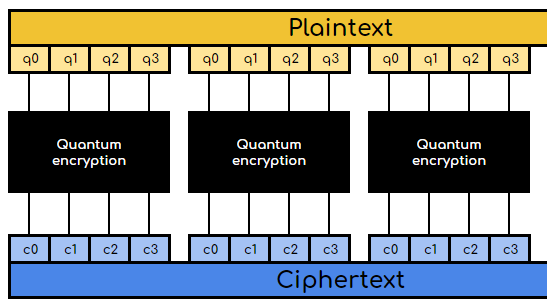 Plaintext
q0 q1 q2 q3 q0 q1 q2 q3 q0 q1 q2 q3
Quantum Quantum Quantum
encryption encryption encryption
c0 c1 c2 c3 c0 c1 c2 c3 c0 c1 c2 c3
Ciphertext